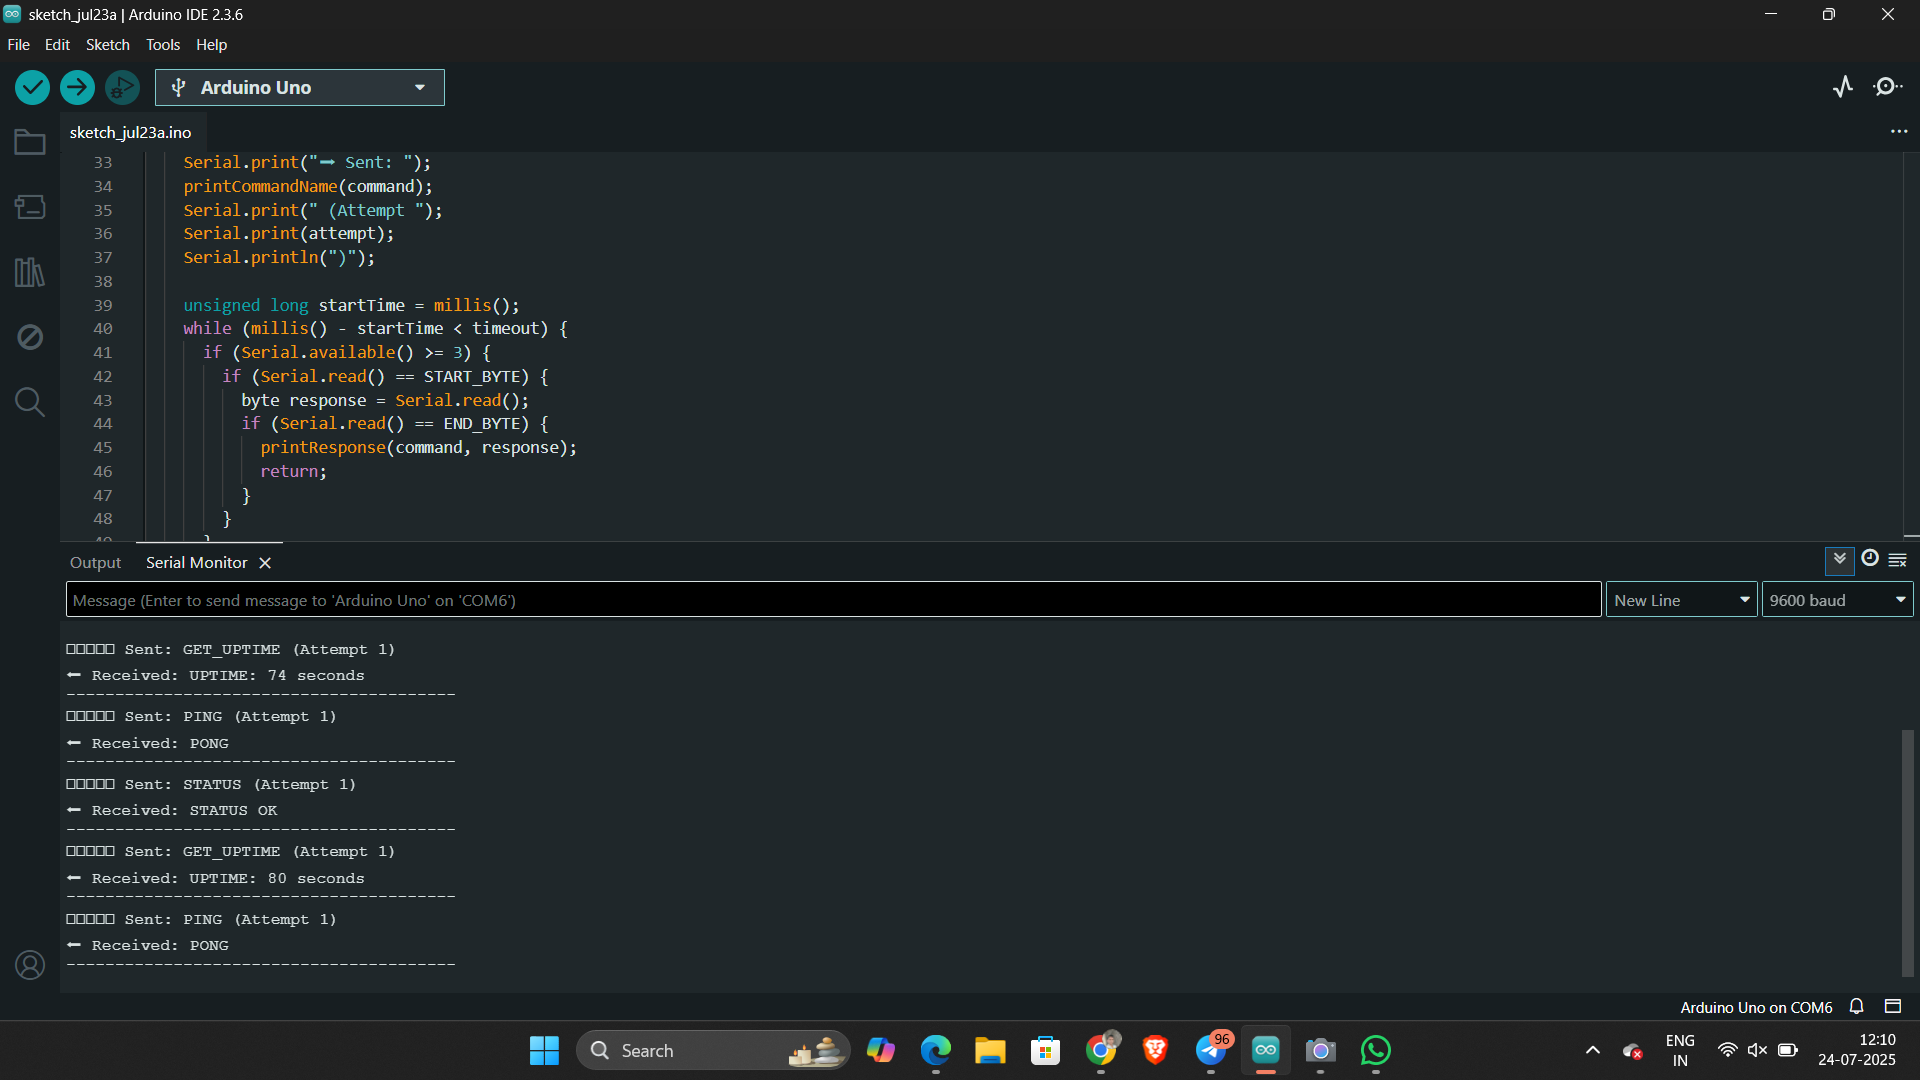 sketch_jul23a | Arduino IDE 2.3.6
File Edit Sketch Tools Help
Arduino Uno
sketch_jul23a.ino
33 Serial.print("➡ Sent: ");
34 printCommandName(command);
35 Serial.print(" (Attempt ");
36 Serial.print(attempt);
37 Serial.println(")");
38
39 unsigned long startTime = millis();
40 while (millis() - startTime < timeout) {
41 if (Serial.available() >= 3) {
42 if (Serial.read() == START_BYTE) {
43 byte response = Serial.read();
44 if (Serial.read() == END_BYTE) {
45 printResponse(command, response);
46 return;
47 }
48 }
49 }
Output Serial Monitor
Message (Enter to send message to 'Arduino Uno' on 'COM6') New Line 9600 baud
□□□□□ Sent: GET_UPTIME (Attempt 1)
⬅ Received: UPTIME: 74 seconds
----------------------------------------
□□□□□ Sent: PING (Attempt 1)
⬅ Received: PONG
----------------------------------------
□□□□□ Sent: STATUS (Attempt 1)
⬅ Received: STATUS OK
----------------------------------------
□□□□□ Sent: GET_UPTIME (Attempt 1)
⬅ Received: UPTIME: 80 seconds
----------------------------------------
□□□□□ Sent: PING (Attempt 1)
⬅ Received: PONG
----------------------------------------
Arduino Uno on COM6
Search
96
ENG
IN
12:10
24-07-2025